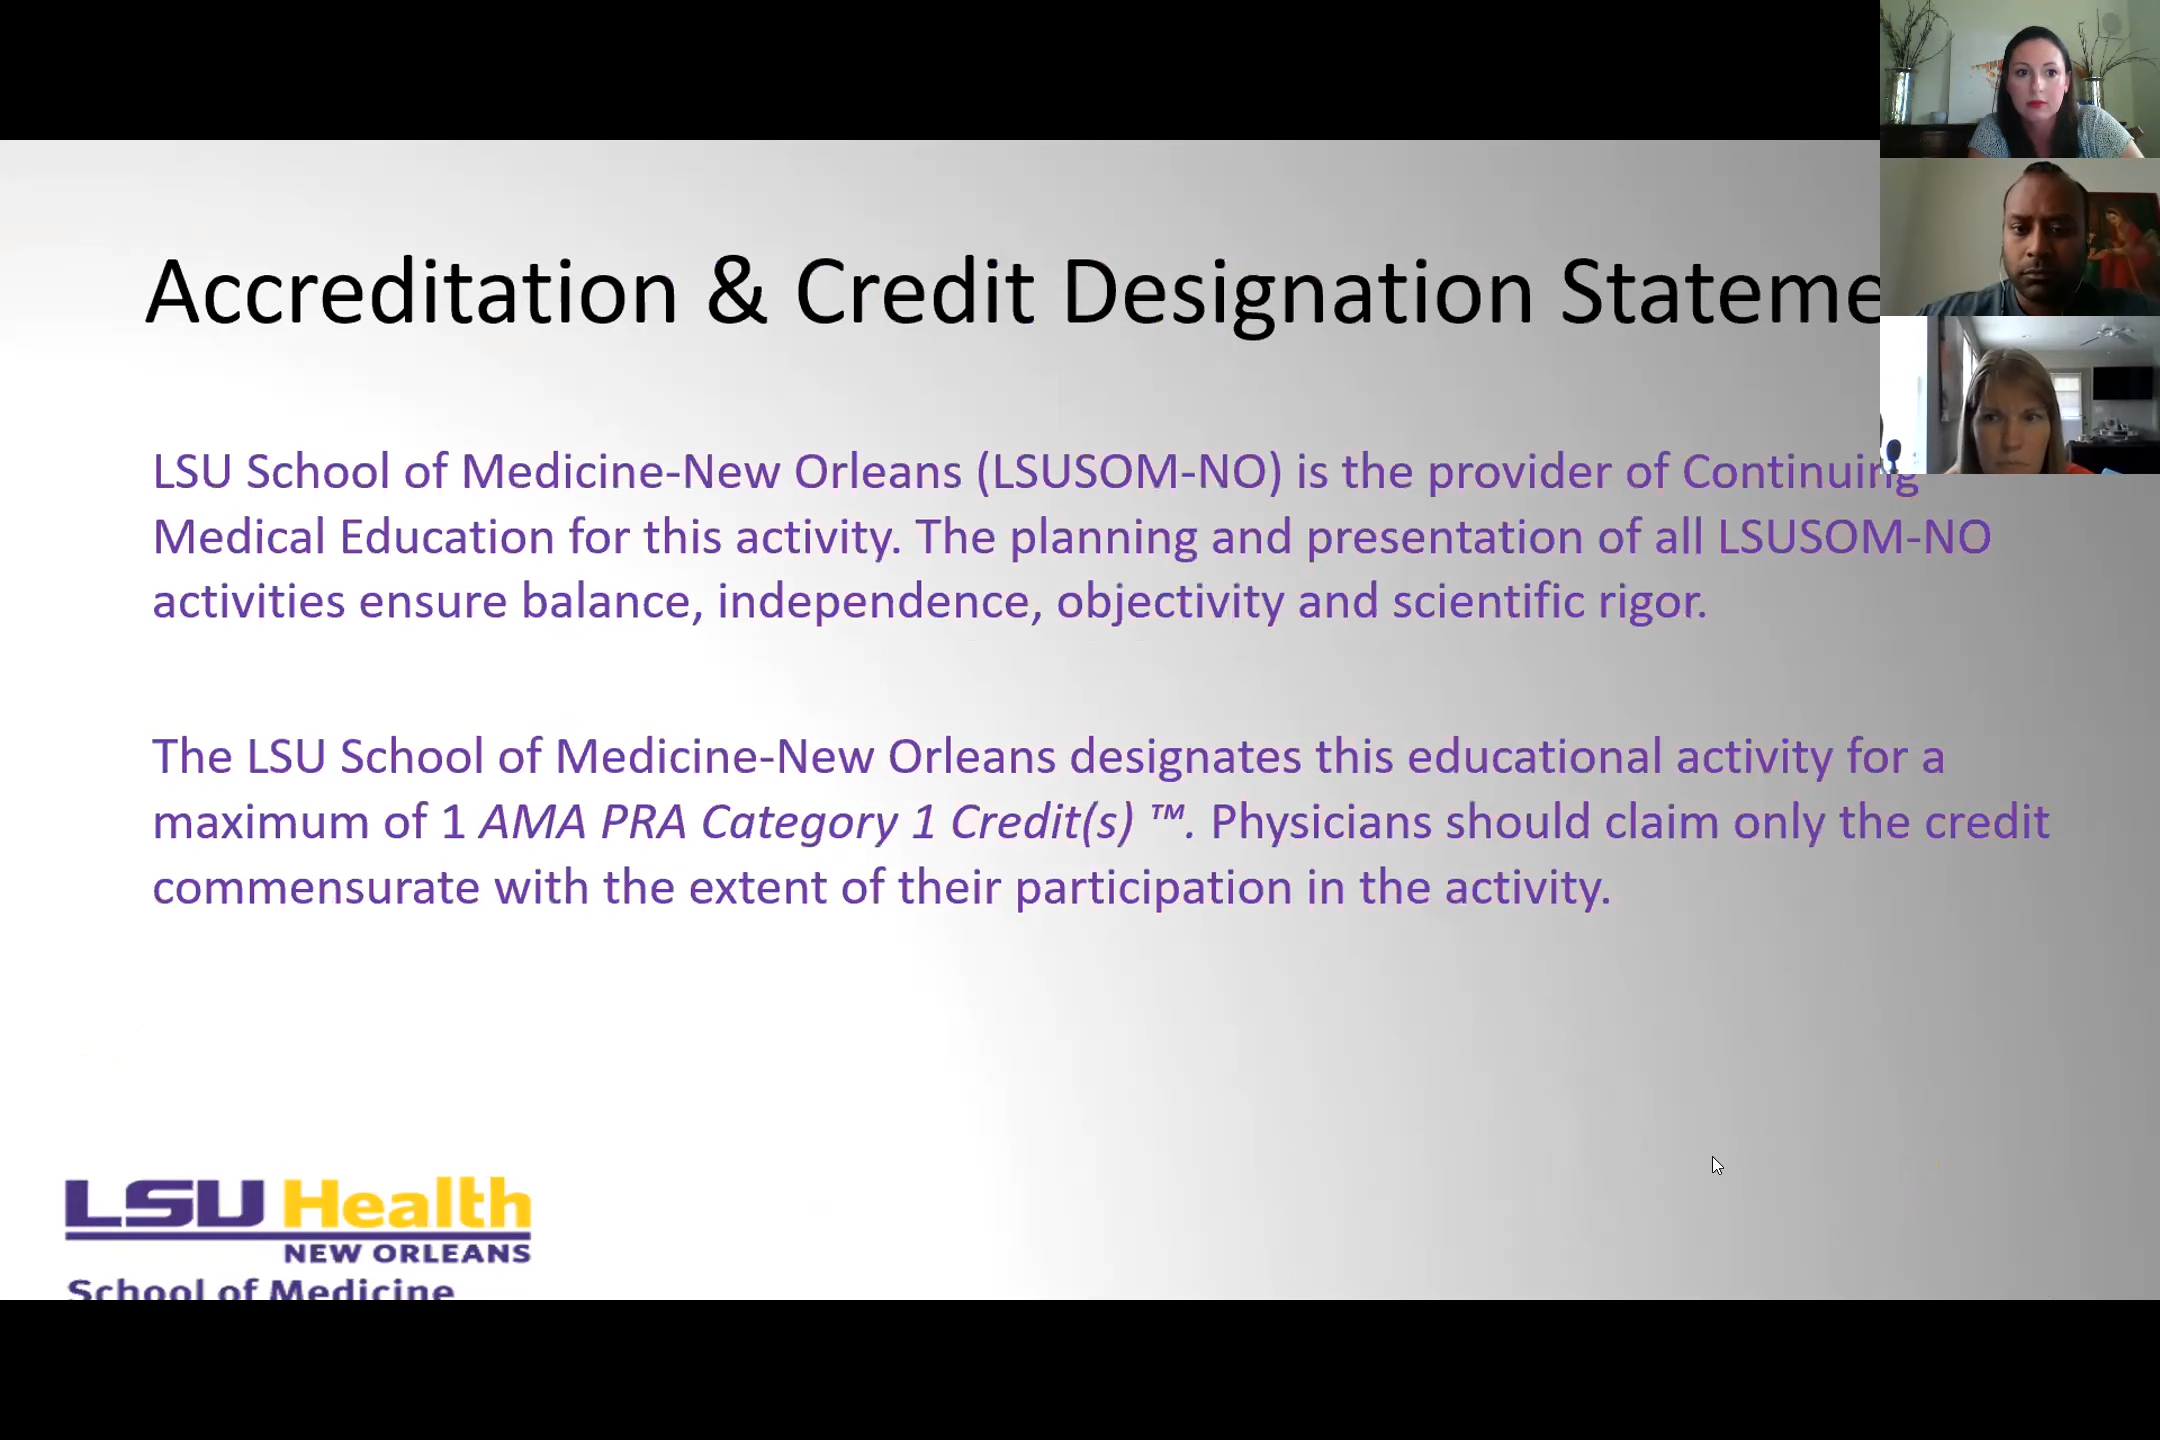 Accreditation & Credit Designation Stateme
LSU School of Medicine-New Orleans (LSUSOM-NO) is the provider of Continuing
Medical Education for this activity. The planning and presentation of all LSUSOM-NO
activities ensure balance, independence, objectivity and scientific rigor.
The LSU School of Medicine-New Orleans designates this educational activity for a
maximum of 1 AMA PRA Category 1 Credit(s) ™. Physicians should claim only the credit
commensurate with the extent of their participation in the activity.
LSU Health
NEW ORLEANS
School of Medicine